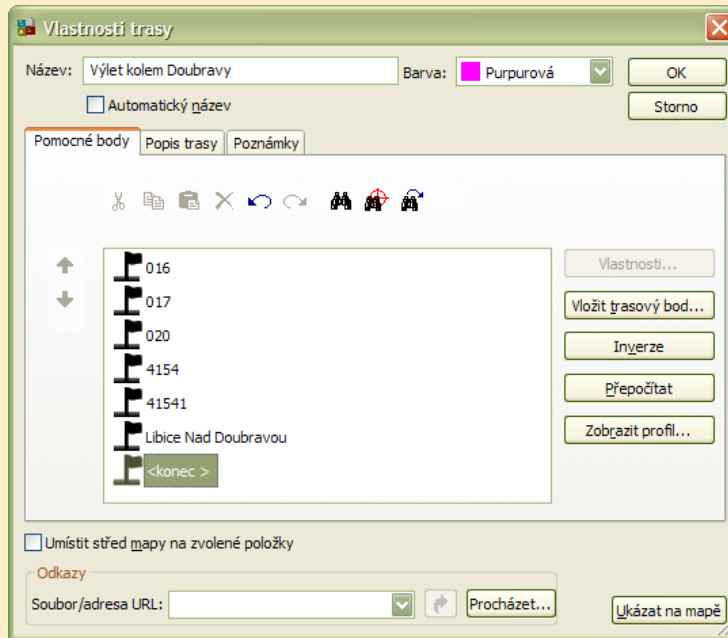 Vlastnosti trasy
Název: Výlet kolem Doubravy Barva: Purpurová OK
Automatický název Storno
Pomocné body Popis trasy Poznámky
016 Vlastnosti...
017 Vložit trasový bod...
020 Inverze
4154 Přepočítat
41541 Zobrazit profil...
Libice Nad Doubravou
<konec >
Umístit střed mapy na zvolené položky
Odkazy
Soubor/adresa URL: Procházet... Ukázat na mapě